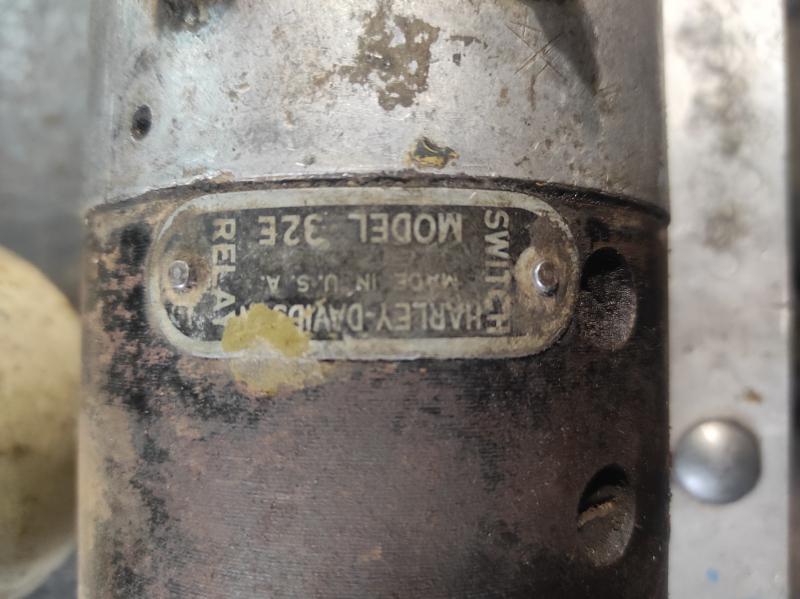 HARLEY-DAVIDSON
MADE IN U.S.A.
MODEL 32E
SWITCH
RELAY